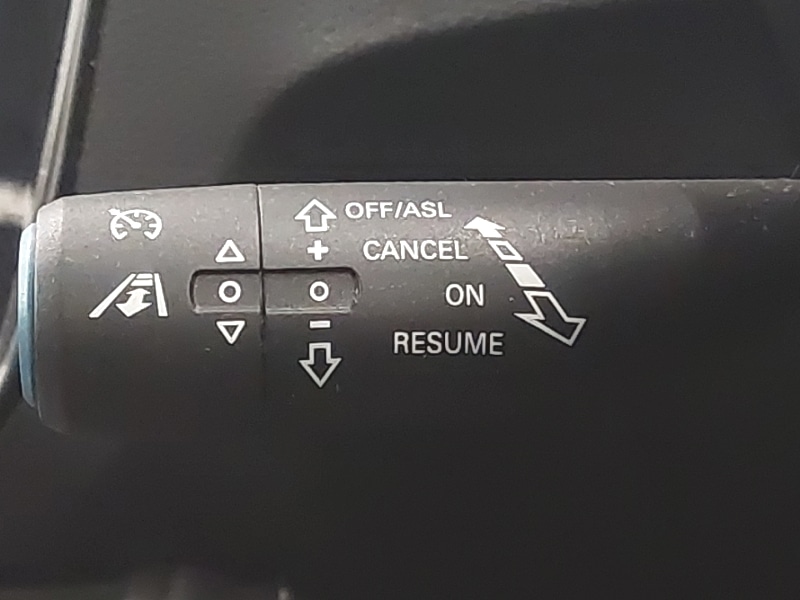 OFF/ASL
+ CANCEL
ON
−
RESUME